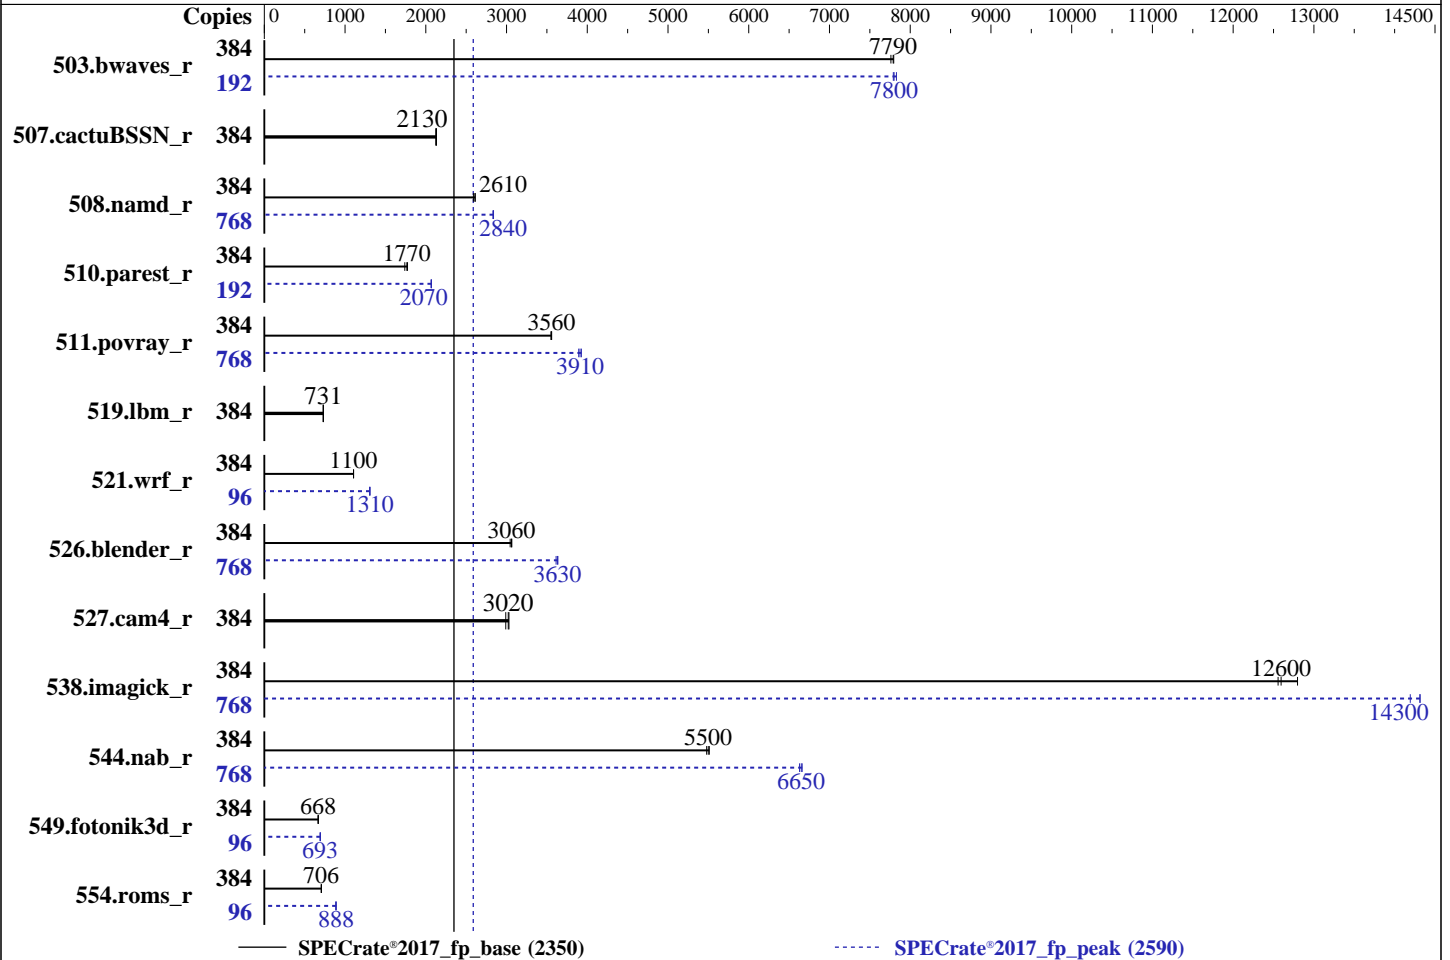 Copies 0 1000 2000 3000 4000 5000 6000 7000 8000 9000 10000 11000 12000 13000 14500
503.bwaves_r 384 7790
192 7800
507.cactuBSSN_r 384 2130
508.namd_r 384 2610
768 2840
510.parest_r 384 1770
192 2070
511.povray_r 384 3560
768 3910
519.lbm_r 384 731
521.wrf_r 384 1100
96 1310
526.blender_r 384 3060
768 3630
527.cam4_r 384 3020
538.imagick_r 384 12600
768 14300
544.nab_r 384 5500
768 6650
549.fotonik3d_r 384 668
96 693
554.roms_r 384 706
96 888
SPECrate®2017_fp_base (2350) SPECrate®2017_fp_peak (2590)